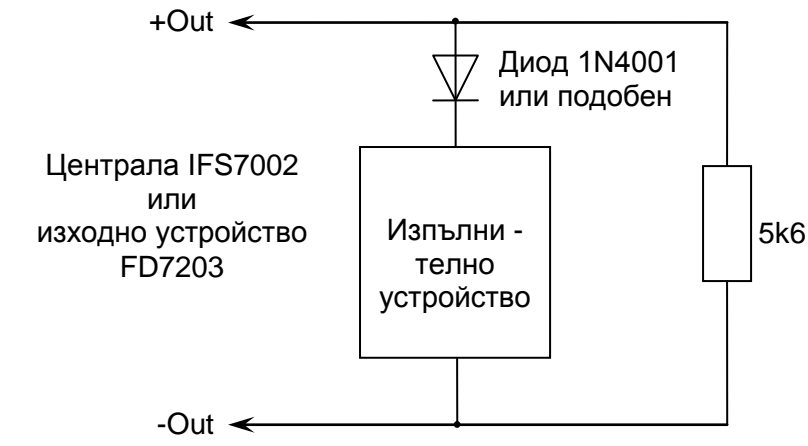 +Out
Диод 1N4001
или подобен
Централа IFS7002
или
изходно устройство
FD7203
Изпълни -
телно
устройство
5k6
-Out